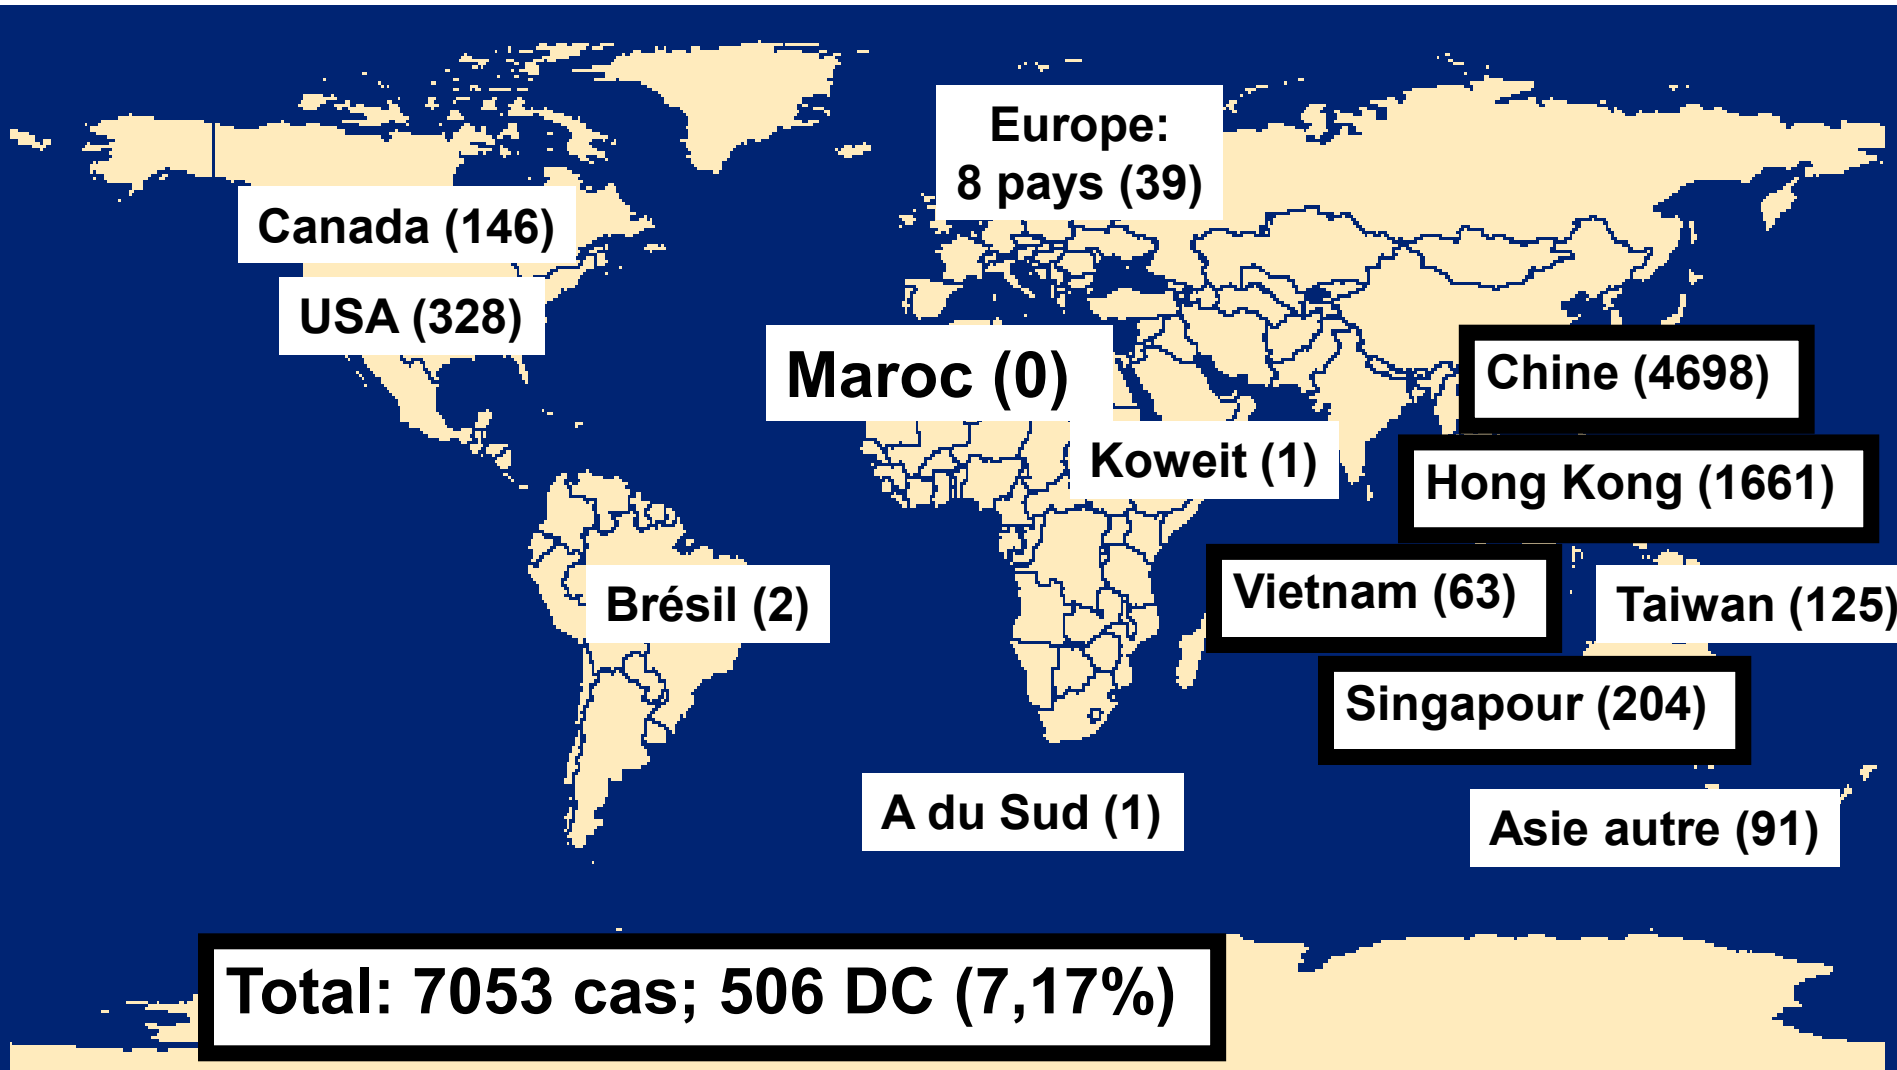 Europe:
8 pays (39)
Canada (146)
USA (328)
Maroc (0)
Chine (4698)
Koweit (1)
Hong Kong (1661)
Brésil (2)
Vietnam (63)
Taiwan (125)
Singapour (204)
A du Sud (1)
Asie autre (91)
Total: 7053 cas; 506 DC (7,17%)